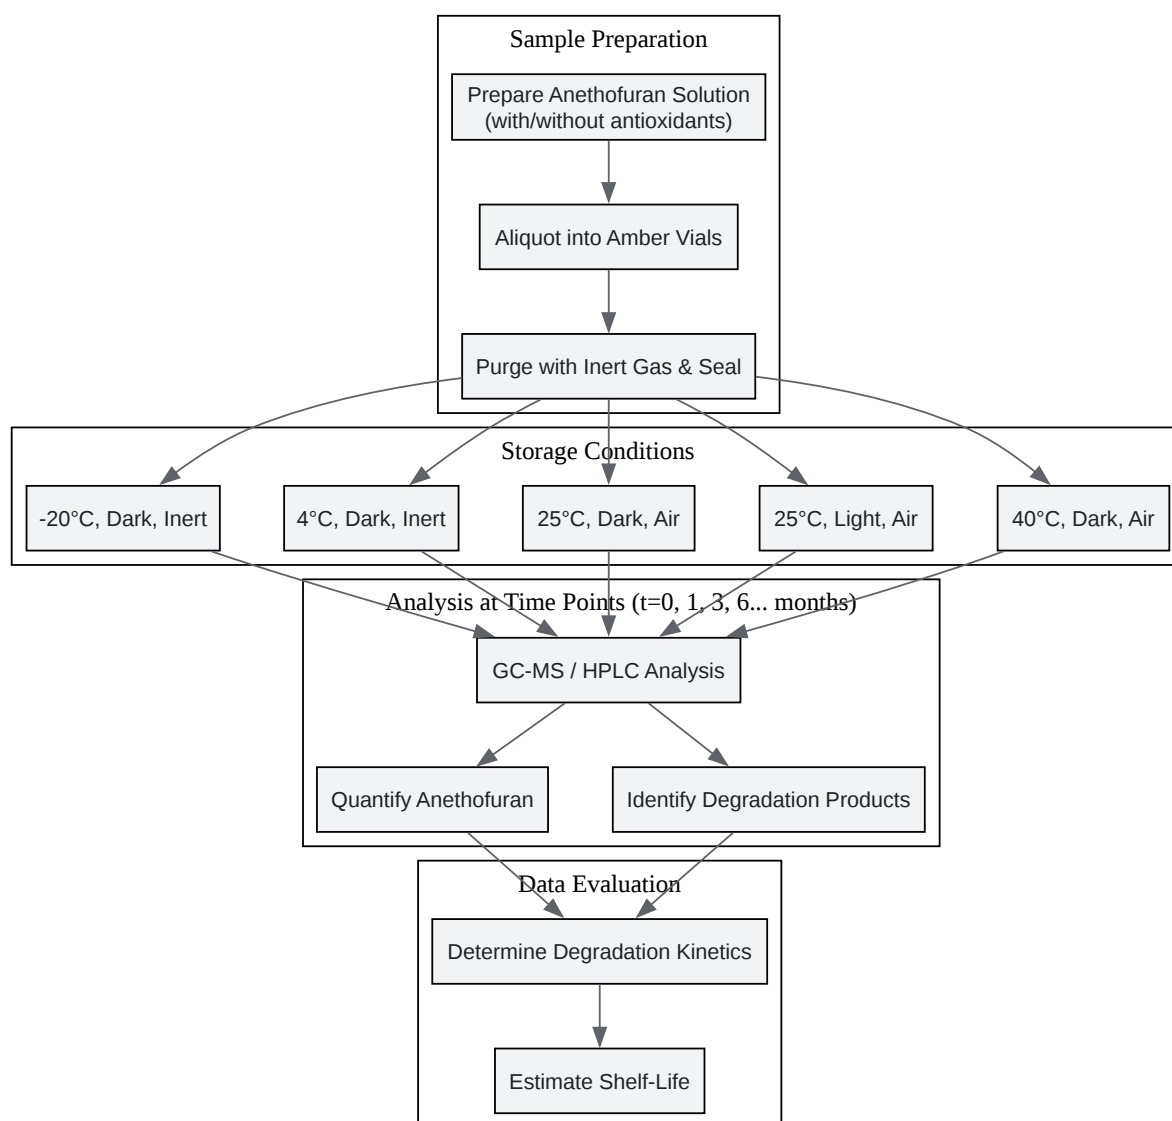 Sample Preparation
Prepare Anethofuran Solution
(with/without antioxidants)
Aliquot into Amber Vials
Purge with Inert Gas & Seal
Storage Conditions
-20°C, Dark, Inert
4°C, Dark, Inert
25°C, Dark, Air
25°C, Light, Air
40°C, Dark, Air
Analysis at Time Points (t=0, 1, 3, 6... months)
GC-MS / HPLC Analysis
Quantify Anethofuran
Identify Degradation Products
Data Evaluation
Determine Degradation Kinetics
Estimate Shelf-Life